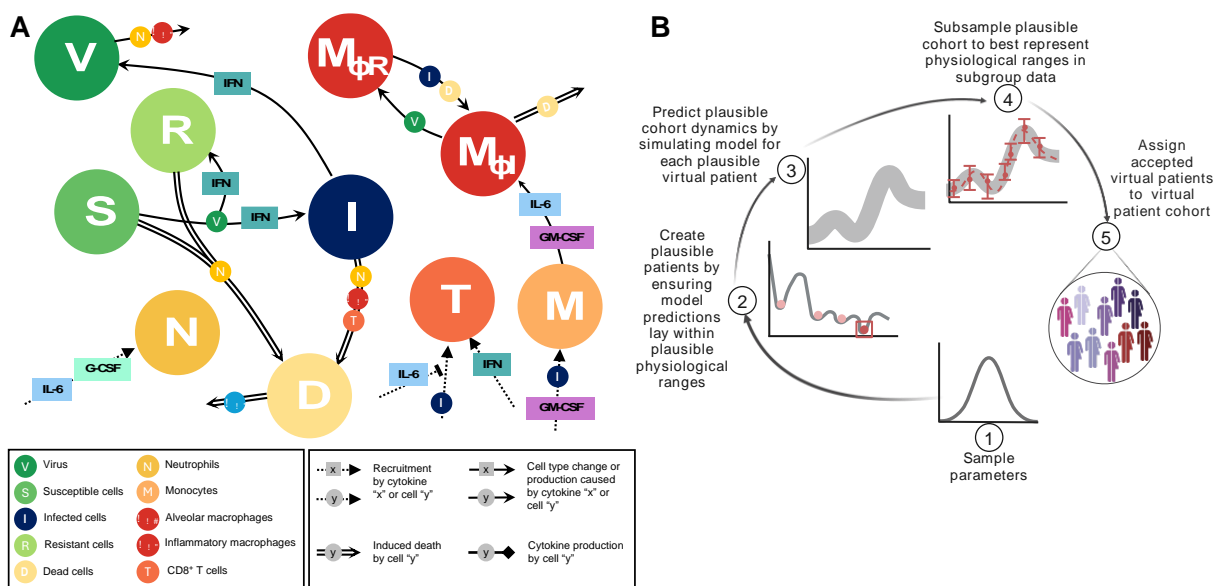 A
V
N
IFN
R
IFN
S
V
IFN
I
N
N
T
N
G-CSF
IL-6
D
MϕR
I
D
V
D
MϕI
IL-6
GM-CSF
T
M
IL-6
IFN
I
I
GM-CSF
V
Virus
S
Susceptible cells
I
Infected cells
R
Resistant cells
D
Dead cells
N
Neutrophils
M
Monocytes
Alveolar macrophages
Inflammatory macrophages
T
CD8⁺ T cells
x
y
Recruitment
by cytokine
“x” or cell “y”
x
y
Cell type change or
production caused
by cytokine “x” or
cell “y”
y
Induced death
by cell “y”
y
Cytokine production
by cell “y”
B
1
Sample
parameters
2
Create
plausible
patients by
ensuring
model
predictions
lay within
plausible
physiological
ranges
3
Predict plausible
cohort dynamics by
simulating model for
each plausible
virtual patient
4
Subsample plausible
cohort to best represent
physiological ranges in
subgroup data
5
Assign
accepted
virtual patients
to virtual
patient cohort